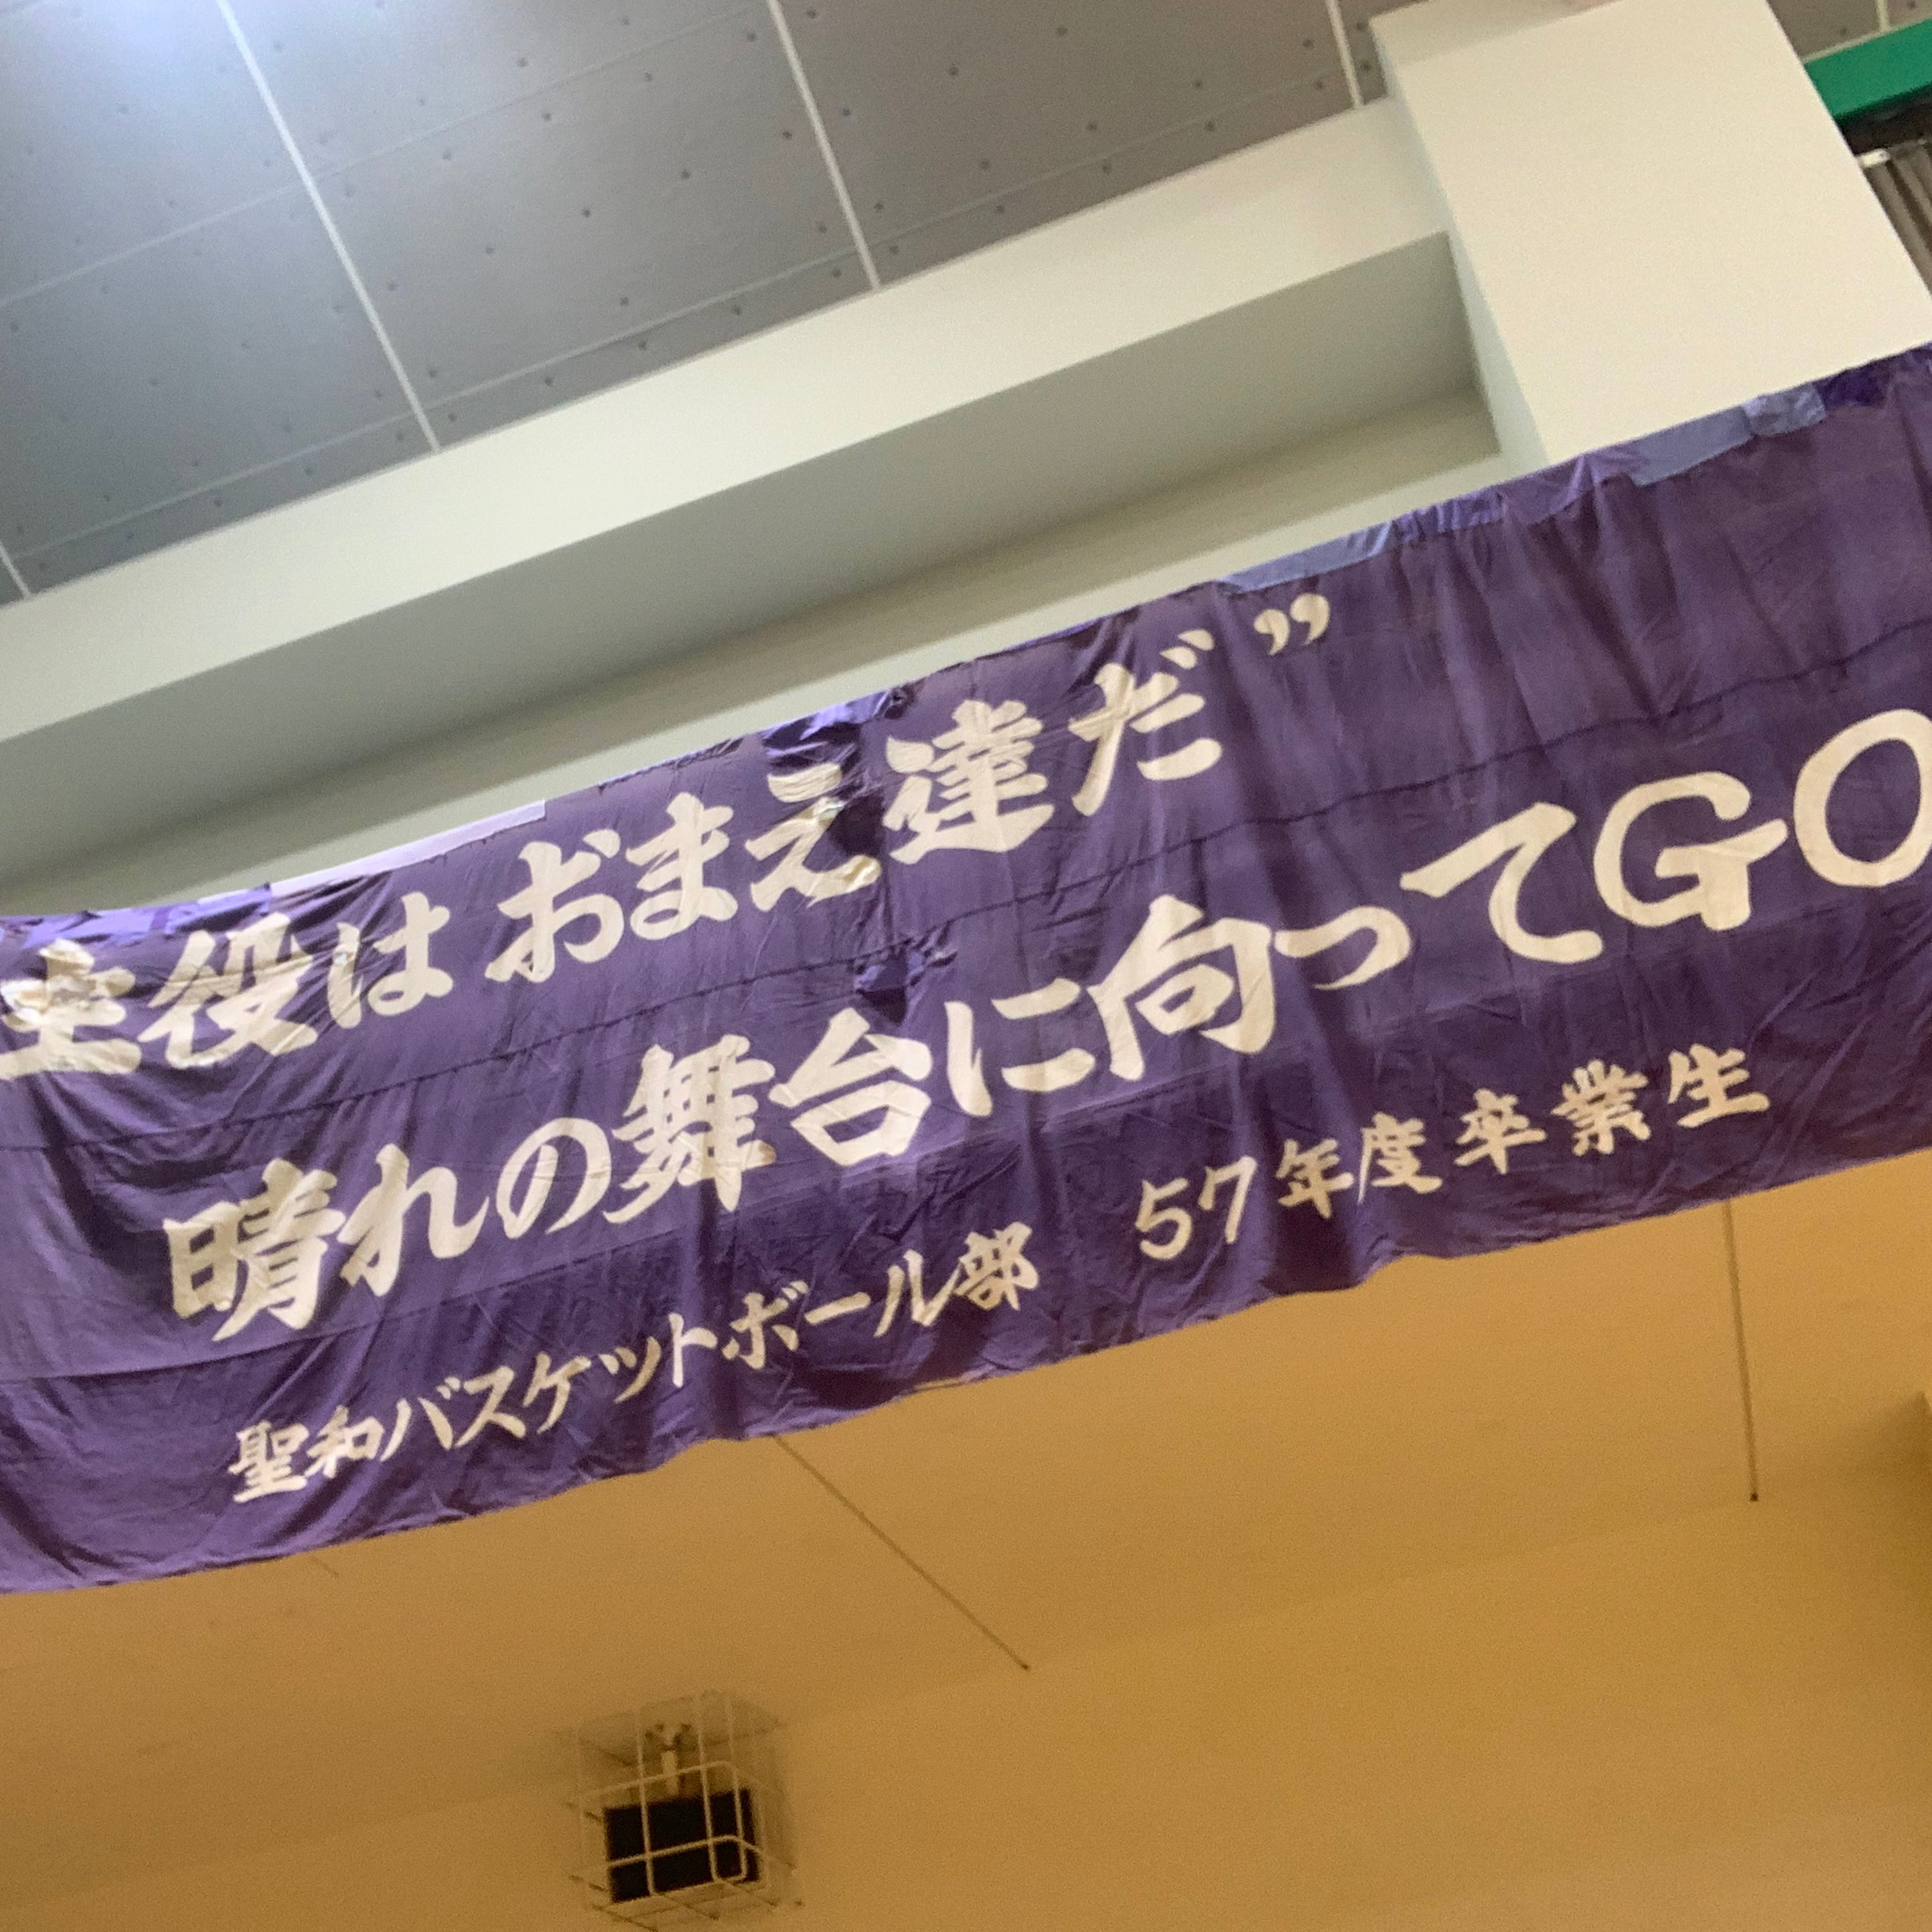 主役は おまえ達だ”
晴れの舞台に向ってGO
聖和バスケットボール部 57年度卒業生